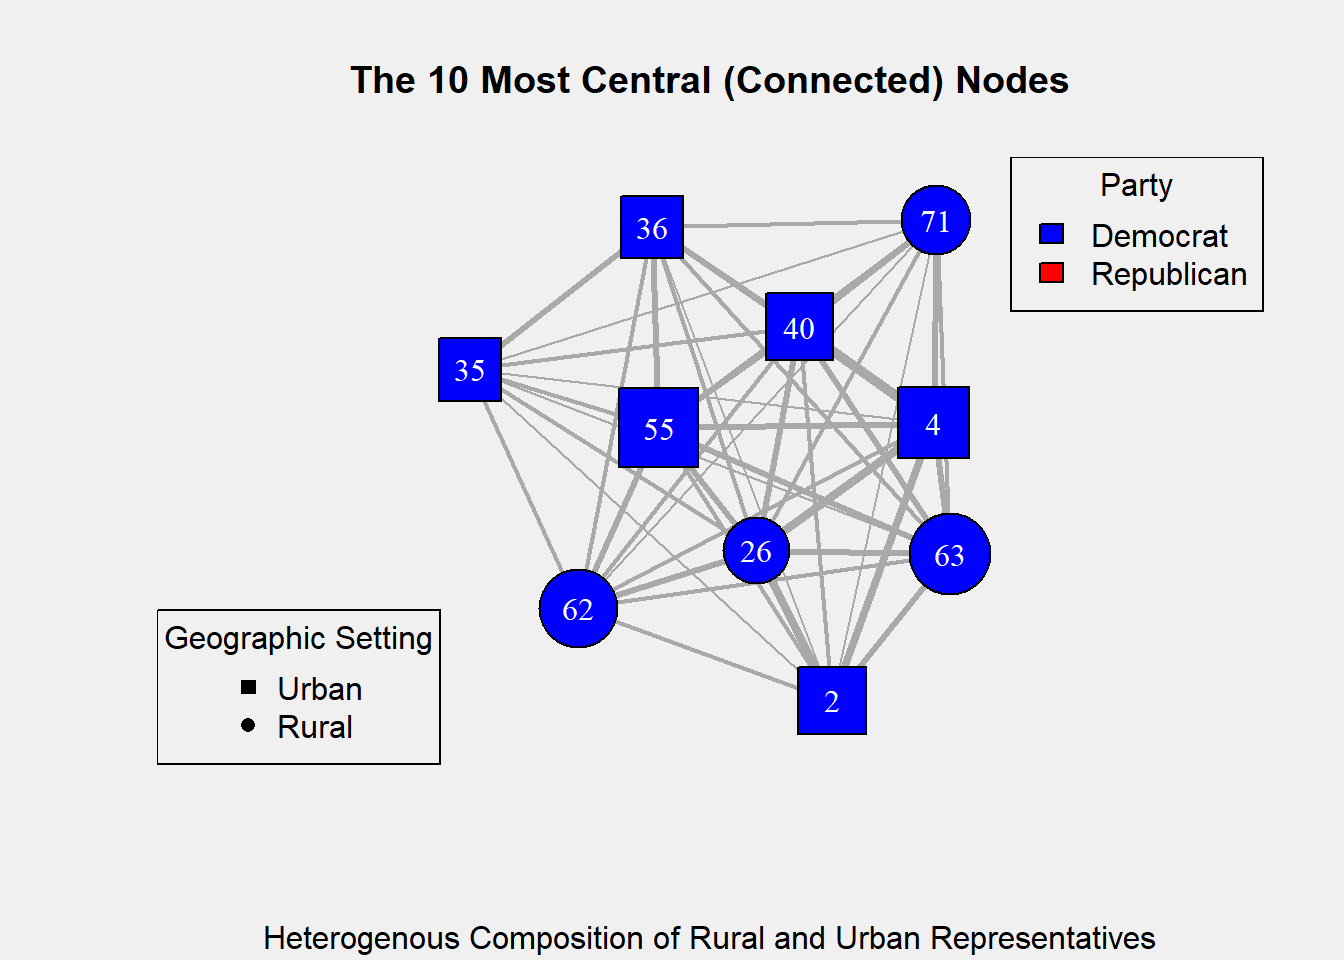 The 10 Most Central (Connected) Nodes
Party
Democrat
Republican
36
71
40
35
55
4
26
63
62
2
Geographic Setting
Urban
Rural
Heterogenous Composition of Rural and Urban Representatives